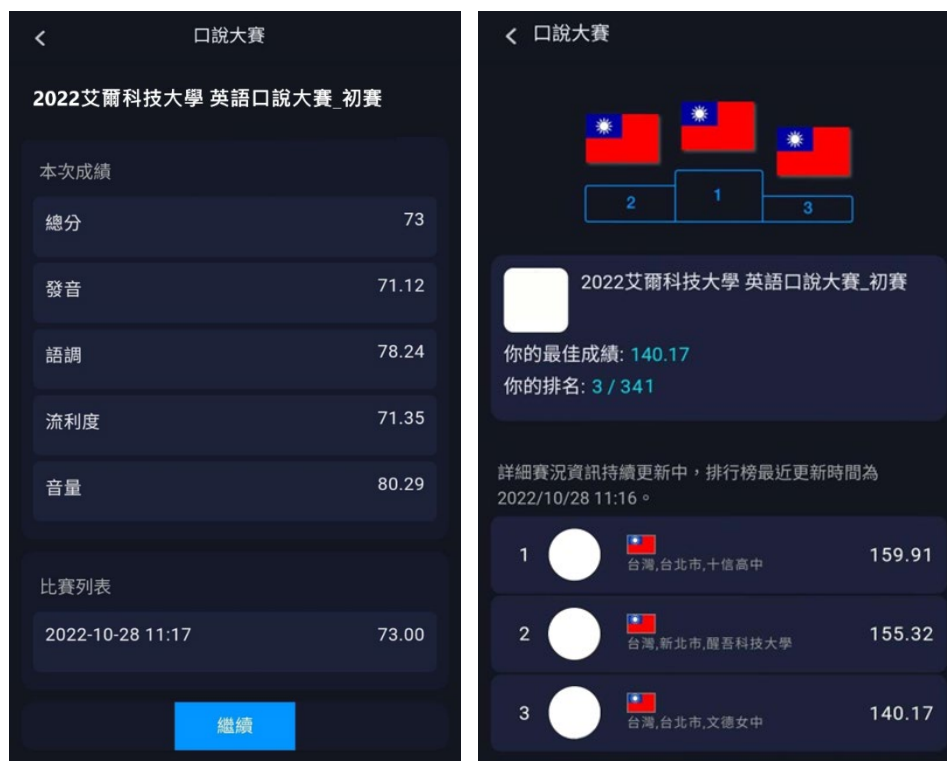 口說大賽
2022艾爾科技大學 英語口說大賽_初賽
本次成績
總分 73
發音 71.12
語調 78.24
流利度 71.35
音量 80.29
比賽列表
2022-10-28 11:17 73.00
繼續
口說大賽
2 1 3
2022艾爾科技大學 英語口說大賽_初賽
你的最佳成績: 140.17
你的排名: 3 / 341
詳細賽況資訊持續更新中，排行榜最近更新時間為
2022/10/28 11:16。
1 台灣,台北市,十信高中 159.91
2 台灣,新北市,醒吾科技大學 155.32
3 台灣,台北市,文德女中 140.17